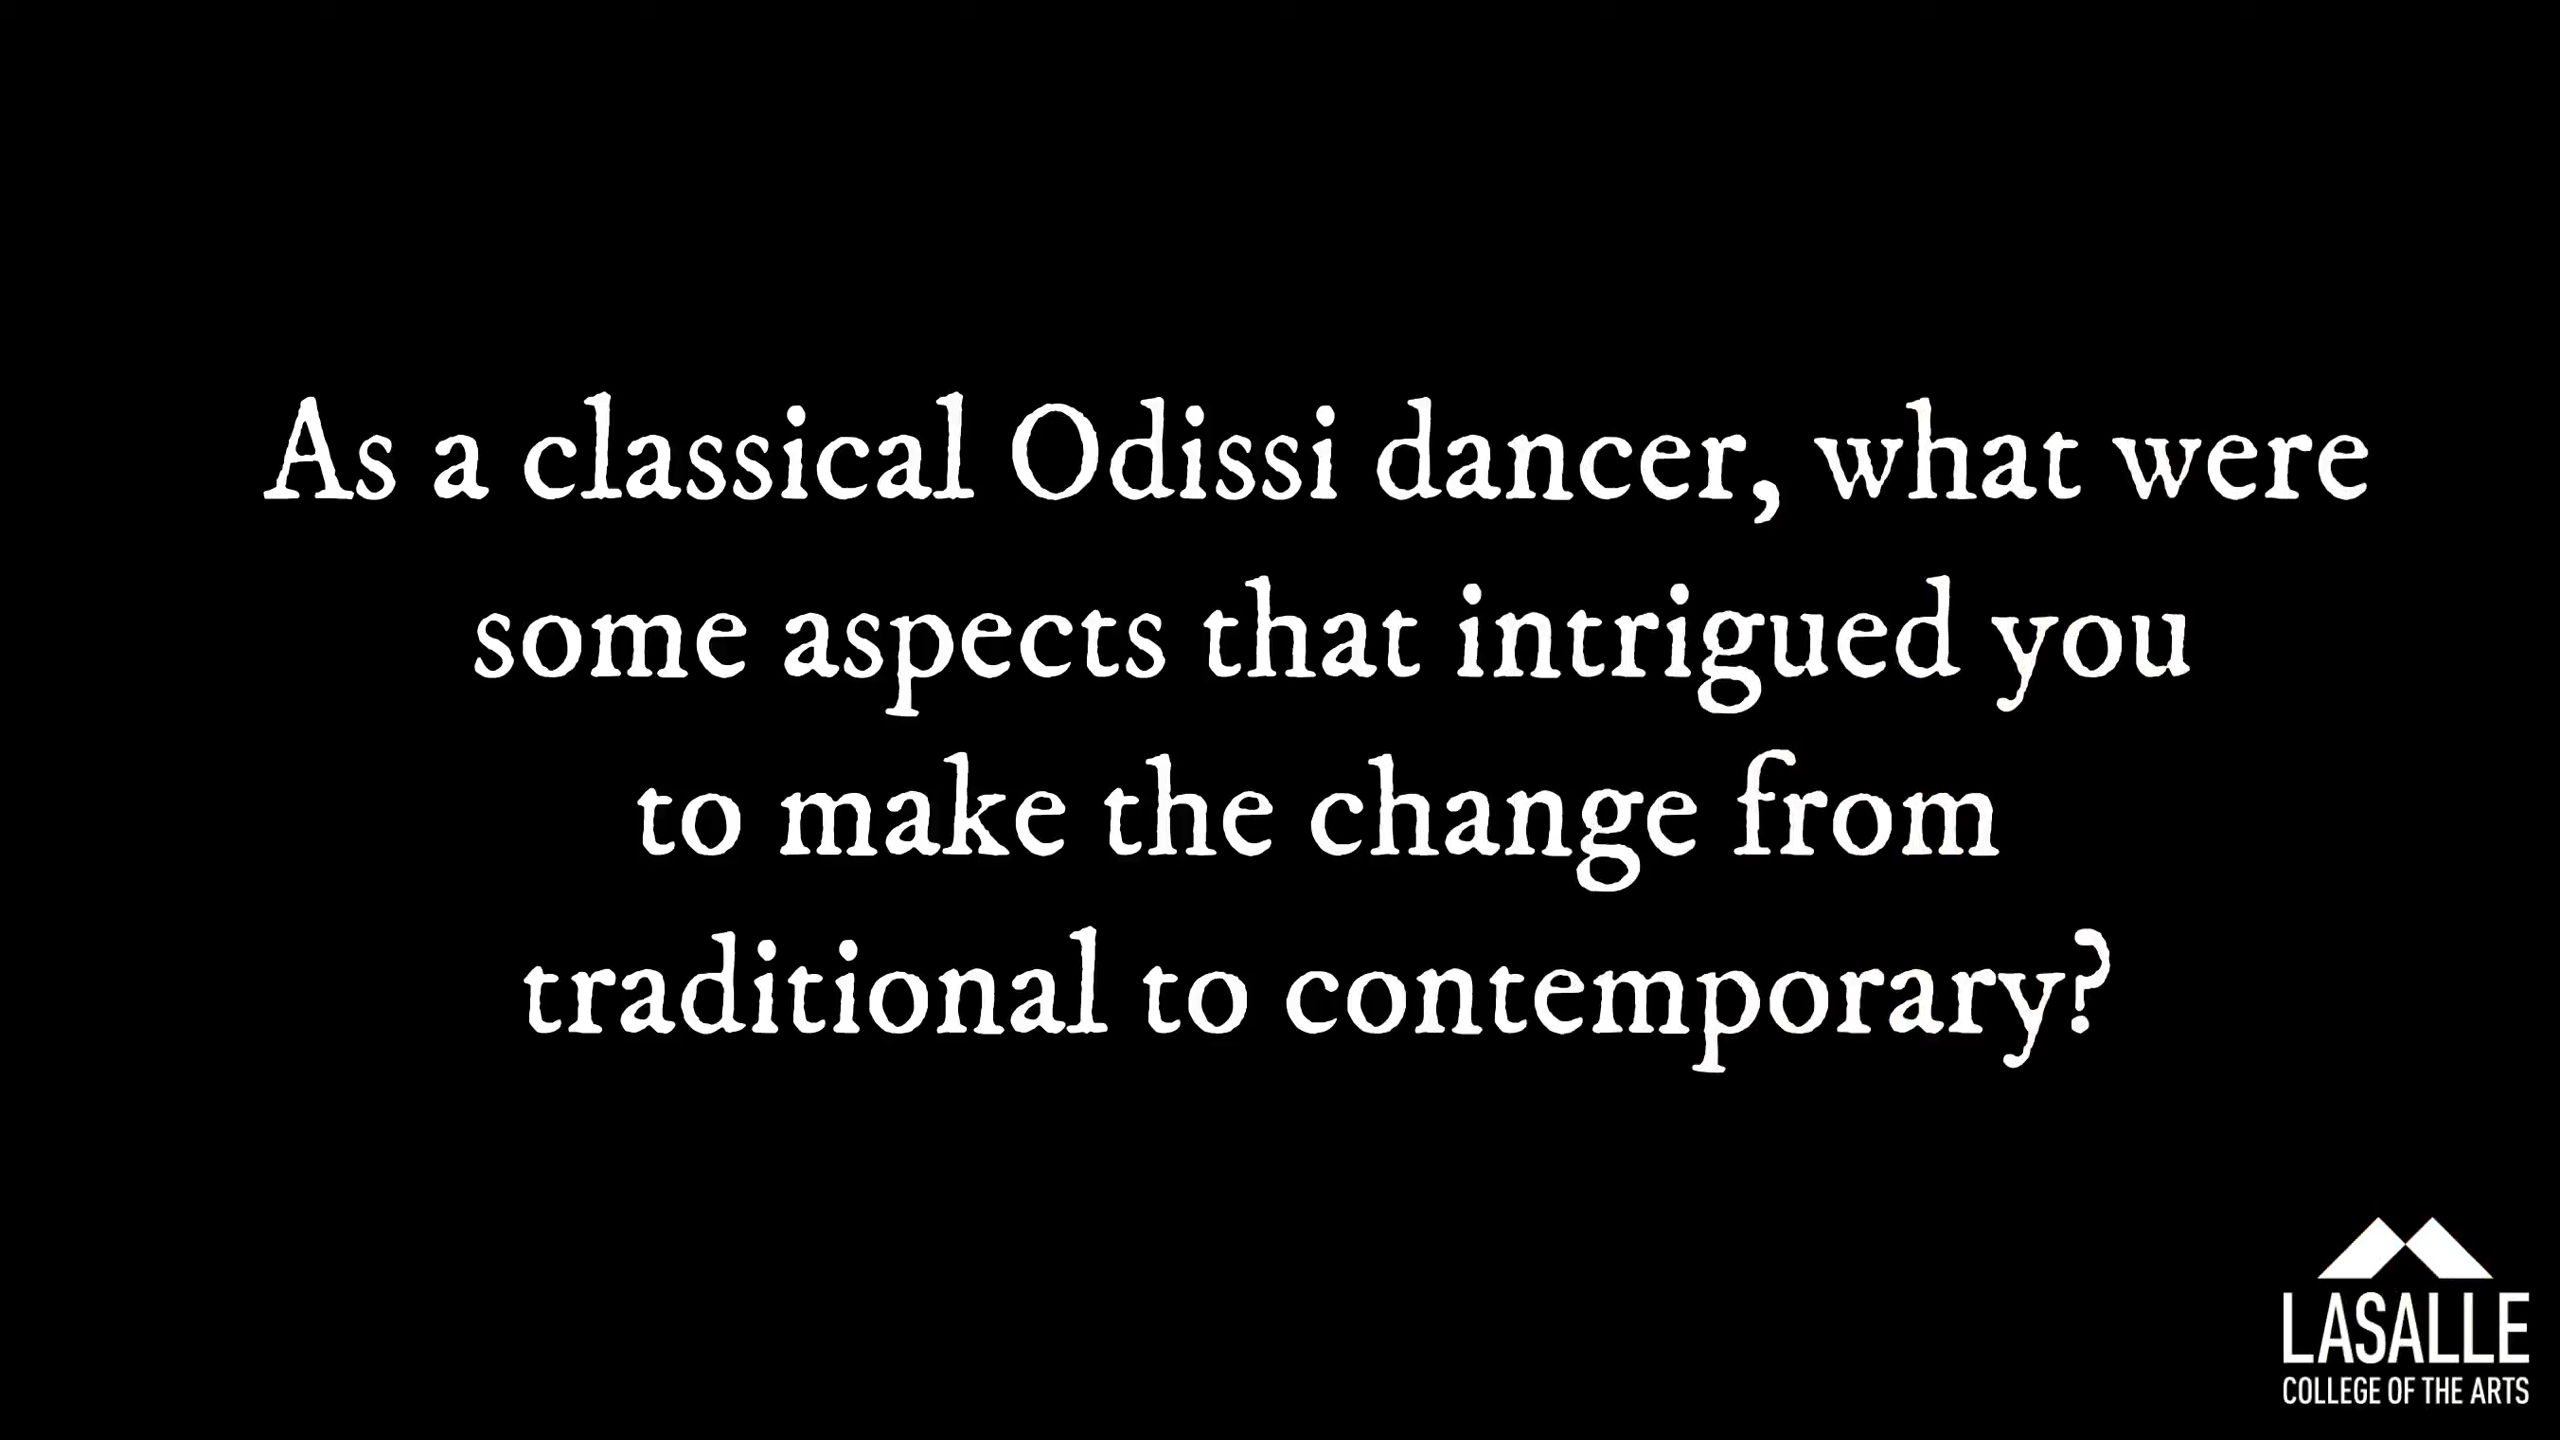 As a classical Odissi dancer, what were
some aspects that intrigued you
to make the change from
traditional to contemporary?
LASALLE
COLLEGE OF THE ARTS